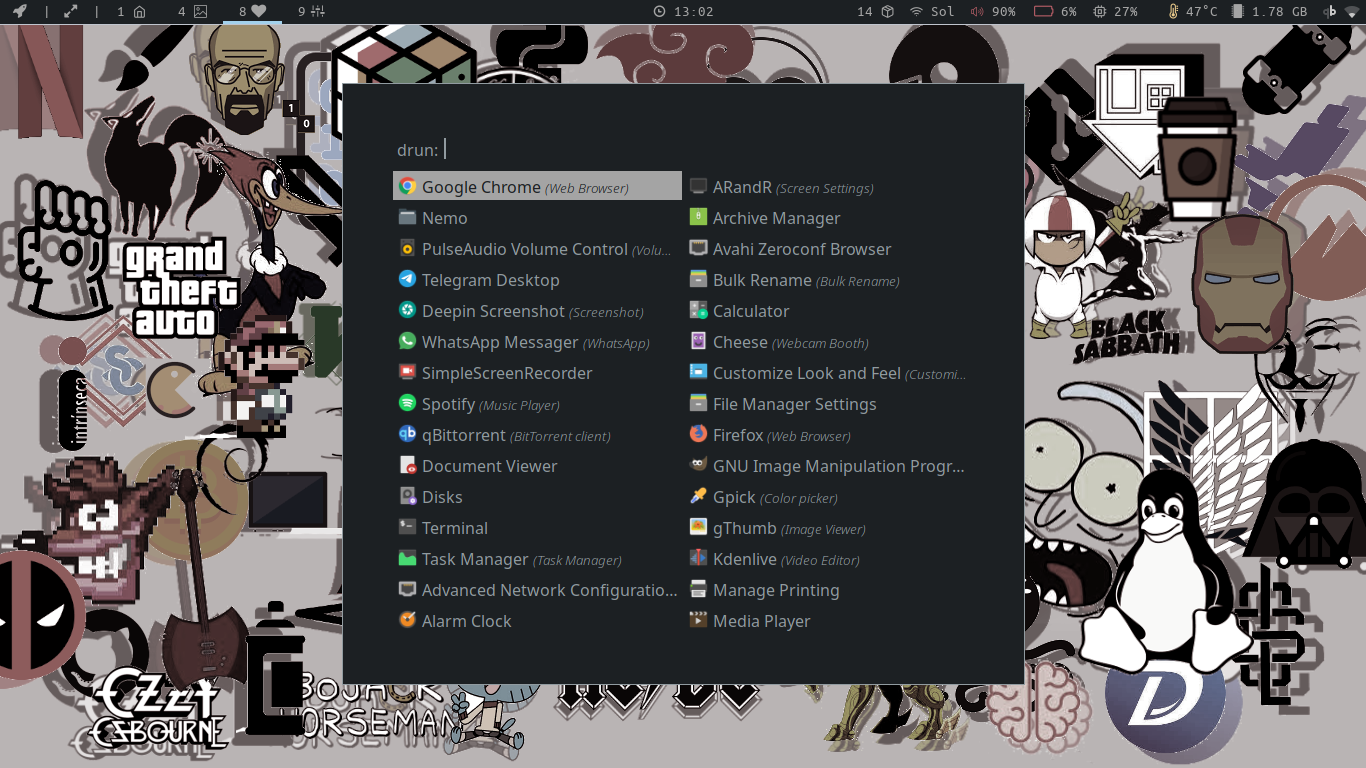 1 4 8 9 13:02 14 Sol 90% 6% 27% 47°C 1.78 GB qb
1
0
drun:
Google Chrome (Web Browser)
Nemo
PulseAudio Volume Control (Volu...
Telegram Desktop
Deepin Screenshot (Screenshot)
WhatsApp Messager (WhatsApp)
SimpleScreenRecorder
Spotify (Music Player)
qBittorrent (BitTorrent client)
Document Viewer
Disks
Terminal
Task Manager (Task Manager)
Advanced Network Configuratio...
Alarm Clock
ARandR (Screen Settings)
Archive Manager
Avahi Zeroconf Browser
Bulk Rename (Bulk Rename)
Calculator
Cheese (Webcam Booth)
Customize Look and Feel (Customi...
File Manager Settings
Firefox (Web Browser)
GNU Image Manipulation Progr...
Gpick (Color picker)
gThumb (Image Viewer)
Kdenlive (Video Editor)
Manage Printing
Media Player
N
grand
theft
auto
intrínseca
OZZY
OSBOURNE
BOJACK
HORSEMAN
BLACK
SABBATH
D